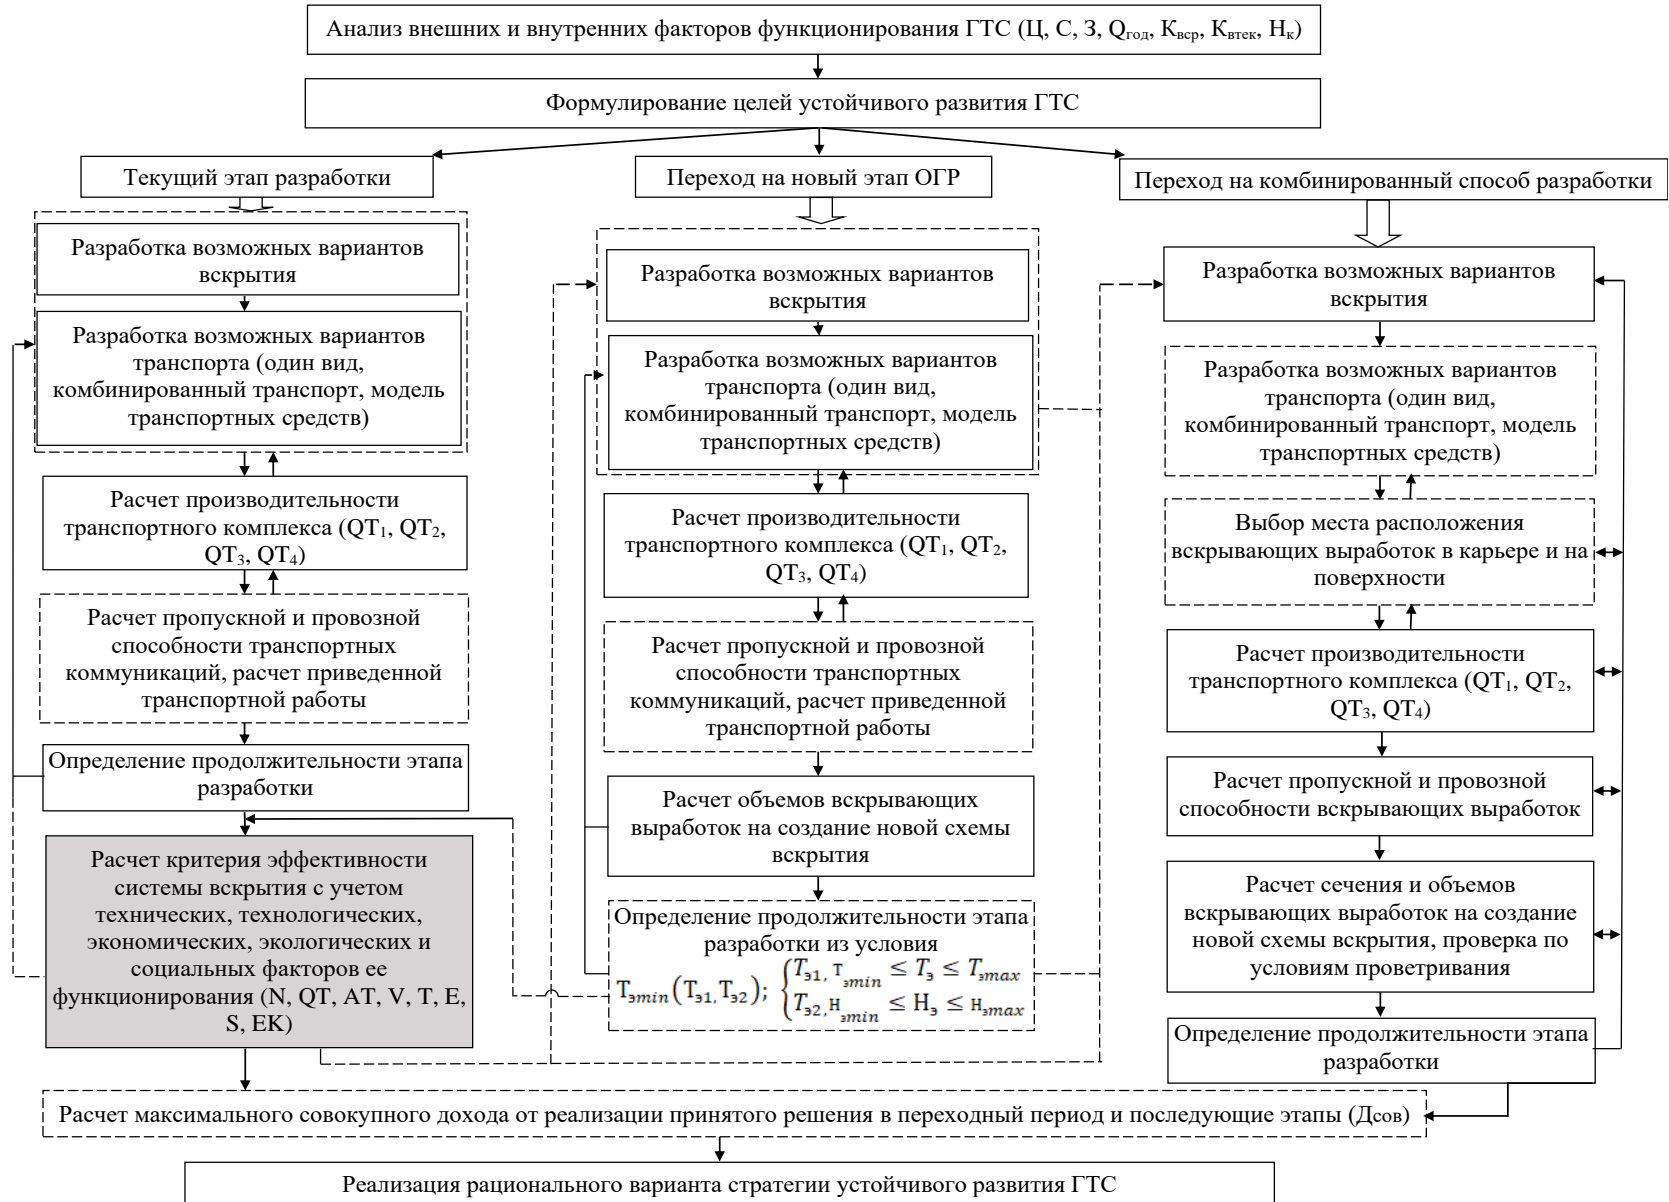 Анализ внешних и внутренних факторов функционирования ГТС (Ц, С, З, Qгод, Kвср, Kвтек, Нк)
Формулирование целей устойчивого развития ГТС
Текущий этап разработки
Разработка возможных вариантов
вскрытия
Разработка возможных вариантов
транспорта (один вид,
комбинированный транспорт, модель
транспортных средств)
Расчет производительности
транспортного комплекса (QT1, QT2,
QT3, QT4)
Расчет пропускной и провозной
способности транспортных
коммуникаций, расчет приведенной
транспортной работы
Определение продолжительности этапа
разработки
Расчет критерия эффективности
системы вскрытия с учетом
технических, технологических,
экономических, экологических и
социальных факторов ее
функционирования (N, QT, AT, V, T, E,
S, EK)
Переход на новый этап ОГР
Разработка возможных вариантов
вскрытия
Разработка возможных вариантов
транспорта (один вид,
комбинированный транспорт, модель
транспортных средств)
Расчет производительности
транспортного комплекса (QT1, QT2,
QT3, QT4)
Расчет пропускной и провозной
способности транспортных
коммуникаций, расчет приведенной
транспортной работы
Расчет объемов вскрывающих
выработок на создание новой схемы
вскрытия
Определение продолжительности этапа
разработки из условия
Tэmin(Tэ1, Tэ2); {Tэ1, тэmin ≤ Tэ ≤ Tэmax
Tэ2, нэmin ≤ Hэ ≤ нэmax
Переход на комбинированный способ разработки
Разработка возможных вариантов
вскрытия
Разработка возможных вариантов
транспорта (один вид,
комбинированный транспорт, модель
транспортных средств)
Выбор места расположения
вскрывающих выработок в карьере и на
поверхности
Расчет производительности
транспортного комплекса (QT1, QT2,
QT3, QT4)
Расчет пропускной и провозной
способности вскрывающих выработок
Расчет сечения и объемов
вскрывающих выработок на создание
новой схемы вскрытия, проверка по
условиям проветривания
Определение продолжительности этапа
разработки
Расчет максимального совокупного дохода от реализации принятого решения в переходный период и последующие этапы (Дсов)
Реализация рационального варианта стратегии устойчивого развития ГТС